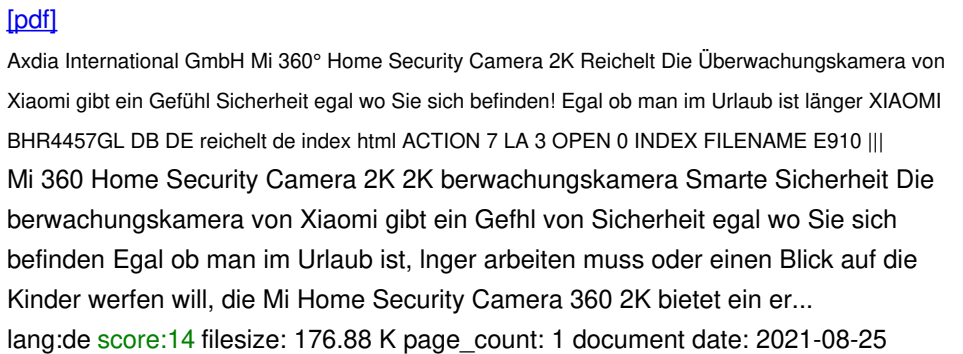 [pdf]
Axdia International GmbH Mi 360° Home Security Camera 2K Reichelt Die Überwachungskamera von
Xiaomi gibt ein Gefühl Sicherheit egal wo Sie sich befinden! Egal ob man im Urlaub ist länger XIAOMI
BHR4457GL DB DE reichelt de index html ACTION 7 LA 3 OPEN 0 INDEX FILENAME E910 |||
Mi 360 Home Security Camera 2K 2K berwachungskamera Smarte Sicherheit Die
berwachungskamera von Xiaomi gibt ein Gefhl von Sicherheit egal wo Sie sich
befinden Egal ob man im Urlaub ist, lnger arbeiten muss oder einen Blick auf die
Kinder werfen will, die Mi Home Security Camera 360 2K bietet ein er...
lang:de score:14 filesize: 176.88 K page_count: 1 document date: 2021-08-25